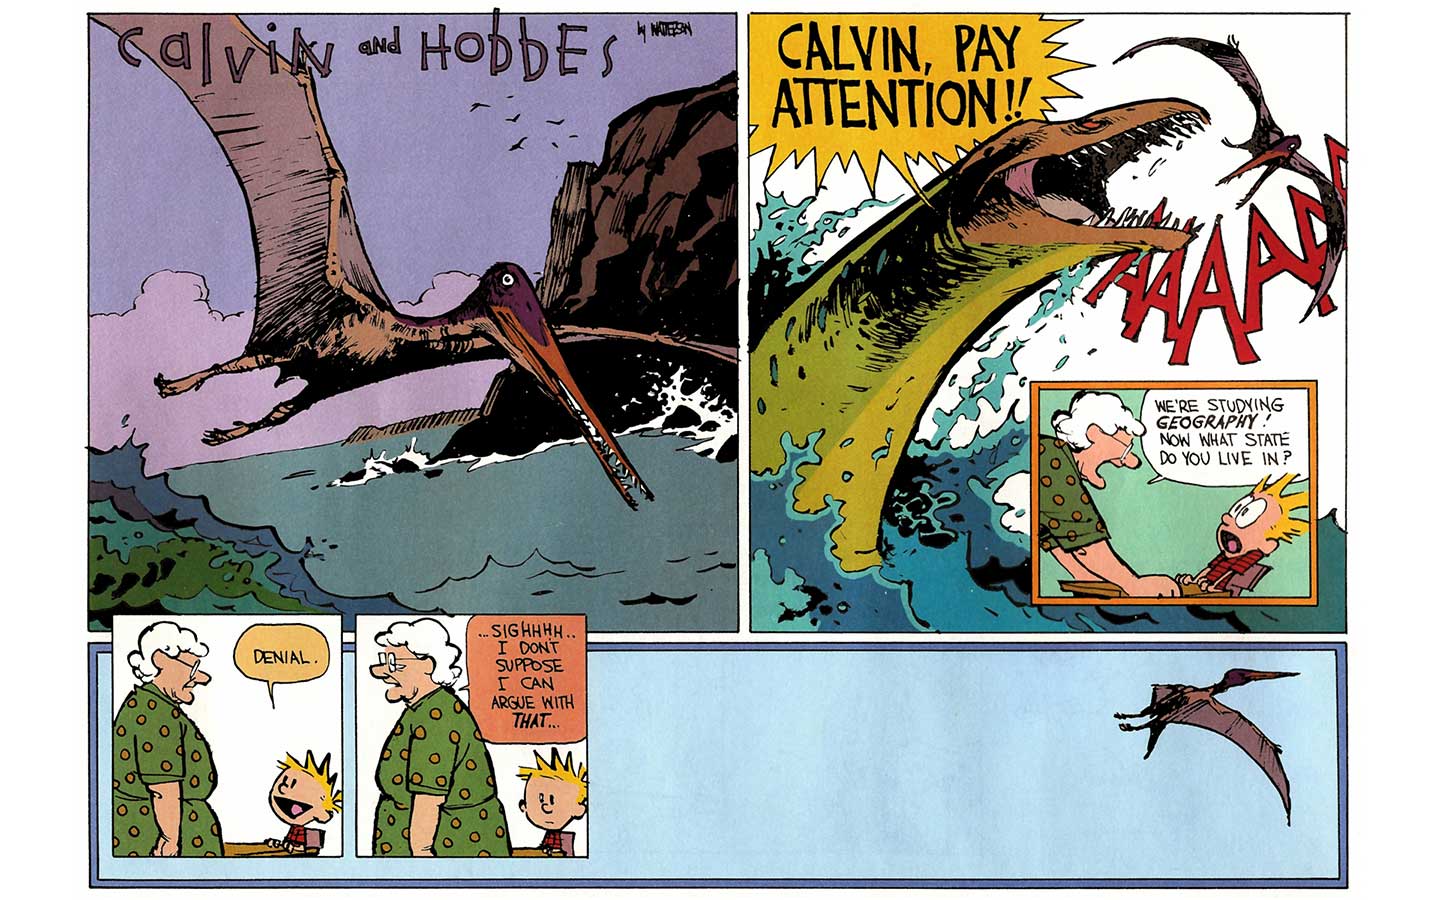 Calvin and HObbES by WATTERSON
CALVIN, PAY
ATTENTION!!
AAAAA
WE'RE STUDYING
GEOGRAPHY!
NOW WHAT STATE
DO YOU LIVE IN?
DENIAL.
...SIGHHHH..
I DON'T
SUPPOSE
I CAN
ARGUE WITH
THAT...